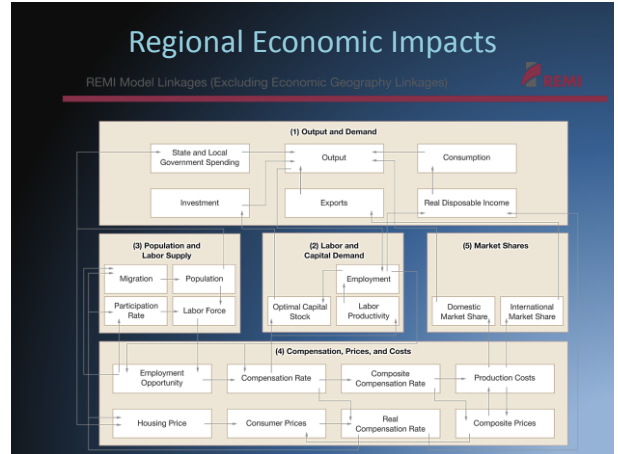 Regional Economic Impacts
REMI Model Linkages (Excluding Economic Geography Linkages)
REMI
(1) Output and Demand
State and Local
Government Spending
Output
Consumption
Investment
Exports
Real Disposable Income
(3) Population and
Labor Supply
Migration
Population
Participation
Rate
Labor Force
(2) Labor and
Capital Demand
Employment
Optimal Capital
Stock
Labor
Productivity
(5) Market Shares
Domestic
Market Share
International
Market Share
(4) Compensation, Prices, and Costs
Employment
Opportunity
Compensation Rate
Composite
Compensation Rate
Production Costs
Housing Price
Consumer Prices
Real
Compensation Rate
Composite Prices